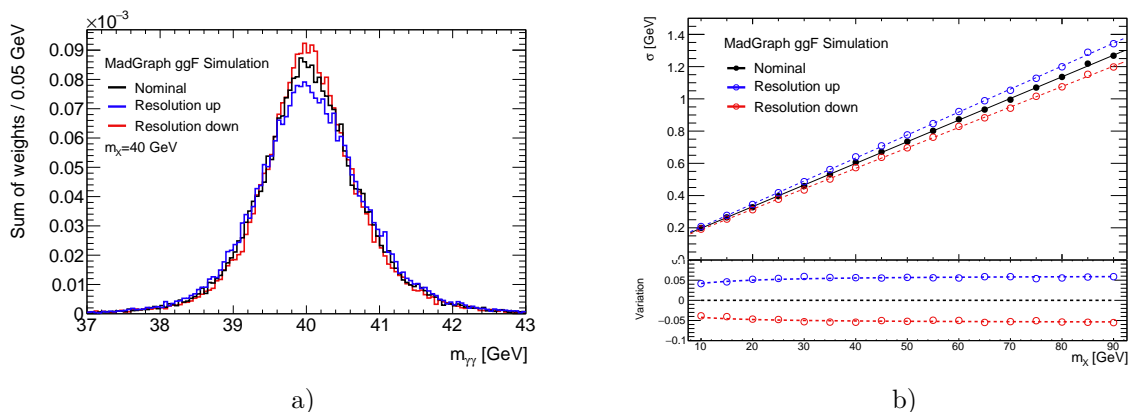 ×10⁻³
Sum of weights / 0.05 GeV
0.09
0.08
0.07
0.06
0.05
0.04
0.03
0.02
0.01
0
MadGraph ggF Simulation
Nominal
Resolution up
Resolution down
m_X=40 GeV
37 38 39 40 41 42 43
m_γγ [GeV]
a)
σ [GeV]
1.4
1.2
1.0
0.8
0.6
0.4
0.2
MadGraph ggF Simulation
Nominal
Resolution up
Resolution down
Variation
0.05
0
−0.05
−0.1
10 20 30 40 50 60 70 80 90
m_X [GeV]
b)